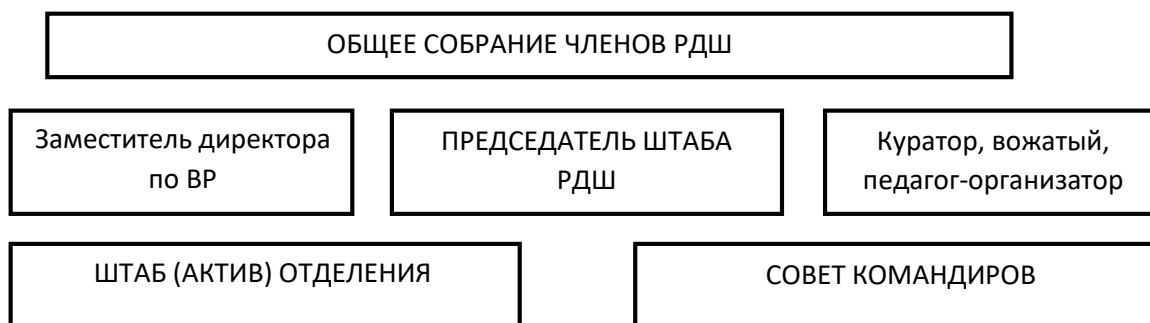 ОБЩЕЕ СОБРАНИЕ ЧЛЕНОВ РДШ
Заместитель директора
по ВР
ПРЕДСЕДАТЕЛЬ ШТАБА
РДШ
Куратор, вожатый,
педагог-организатор
ШТАБ (АКТИВ) ОТДЕЛЕНИЯ
СОВЕТ КОМАНДИРОВ